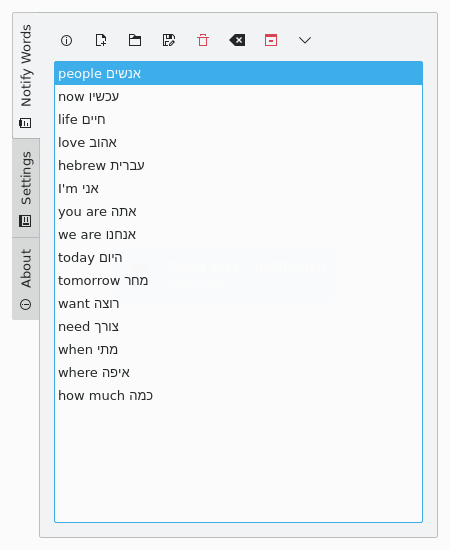 Notify Words
Settings
About
people אנשים
now עכשיו
life חיים
love אהוב
hebrew עברית
I'm אני
you are אתה
we are אנחנו
today היום
tomorrow מחר
want רוצה
need צורך
when מתי
where איפה
how much כמה